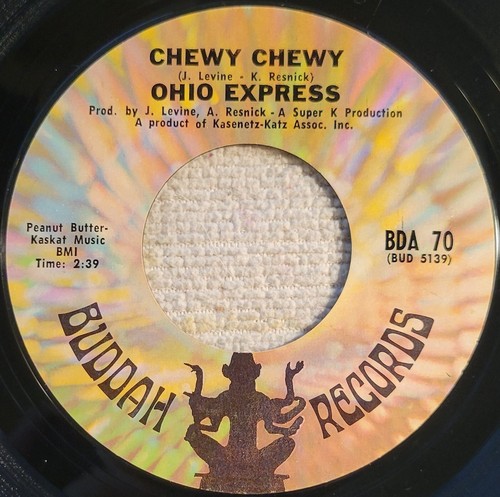 CHEWY CHEWY
(J. Levine - K. Resnick)
OHIO EXPRESS
Prod. by J. Levine, A. Resnick - A Super K Production
A product of Kasenetz-Katz Assoc. Inc.
Peanut Butter-
Kaskat Music
BMI
Time: 2:39
BDA 70
(BUD 5139)
BUDDAH RECORDS